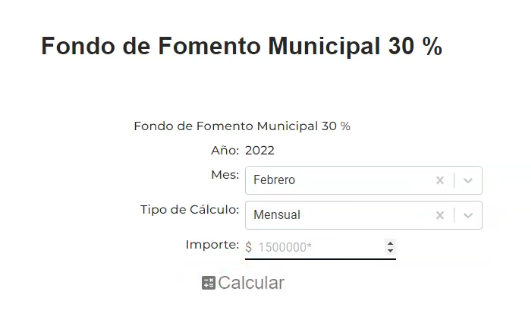 Fondo de Fomento Municipal 30 %
Fondo de Fomento Municipal 30 %
Año: 2022
Mes: Febrero
Tipo de Cálculo: Mensual
Importe: $ 1500000*
Calcular